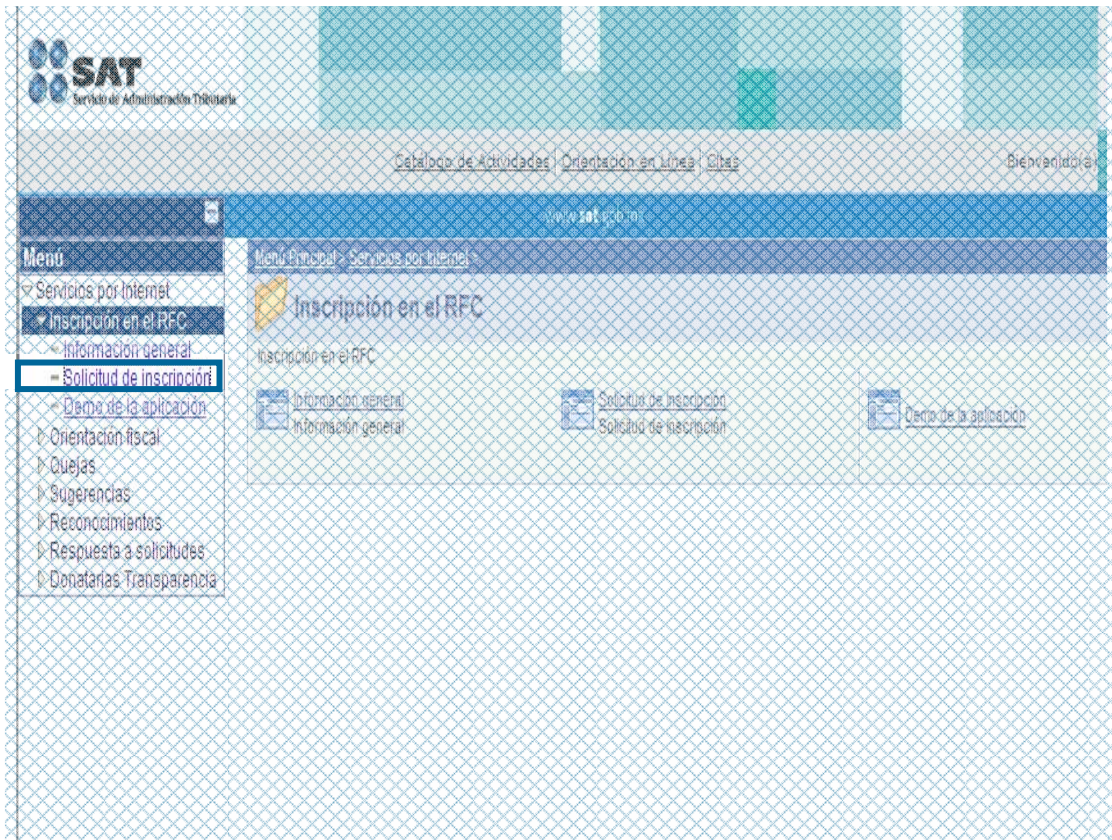 SAT
Servicio de Administración Tributaria
Catálogo de Actividades | Orientación en Línea | Citas
Bienvenido a
www.sat.gob.mx
Menú
Servicios por Internet
Inscripción en el RFC
Información general
Solicitud de inscripción
Demo de la aplicación
Orientación fiscal
Quejas
Sugerencias
Reconocimientos
Respuesta a solicitudes
Donatarias Transparencia
Menú Principal > Servicios por Internet >
Inscripción en el RFC
Inscripción en el RFC
Información general
Información general
Solicitud de inscripción
Solicitud de inscripción
Demo de la aplicación